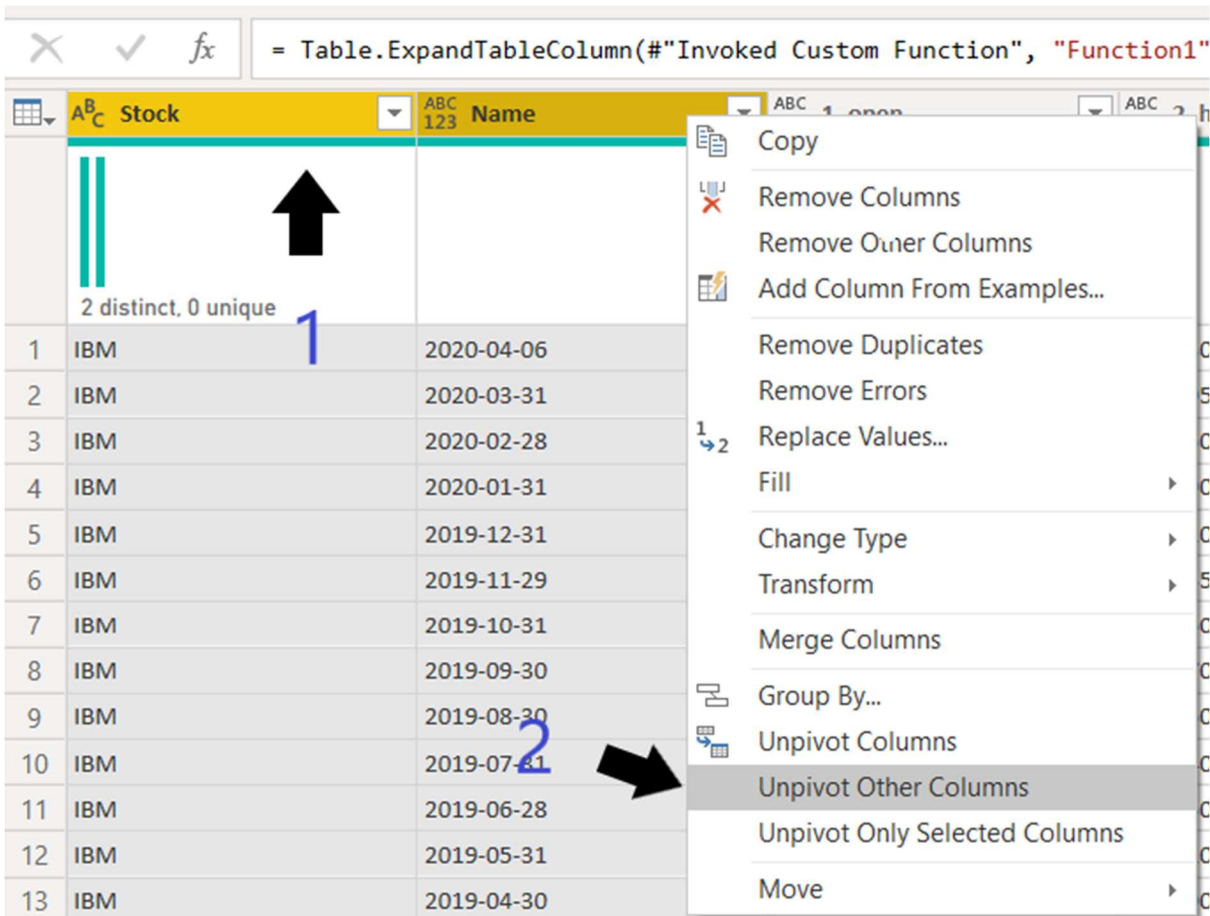 fx = Table.ExpandTableColumn(#"Invoked Custom Function", "Function1"
ABC Stock ABC 123 Name ABC 1. open ABC 2. h
2 distinct, 0 unique
1
1 IBM 2020-04-06
2 IBM 2020-03-31
3 IBM 2020-02-28
4 IBM 2020-01-31
5 IBM 2019-12-31
6 IBM 2019-11-29
7 IBM 2019-10-31
8 IBM 2019-09-30
9 IBM 2019-08-30
10 IBM 2019-07-31
11 IBM 2019-06-28
12 IBM 2019-05-31
13 IBM 2019-04-30
2
Copy
Remove Columns
Remove Other Columns
Add Column From Examples...
Remove Duplicates
Remove Errors
1 2 Replace Values...
Fill
Change Type
Transform
Merge Columns
Group By...
Unpivot Columns
Unpivot Other Columns
Unpivot Only Selected Columns
Move